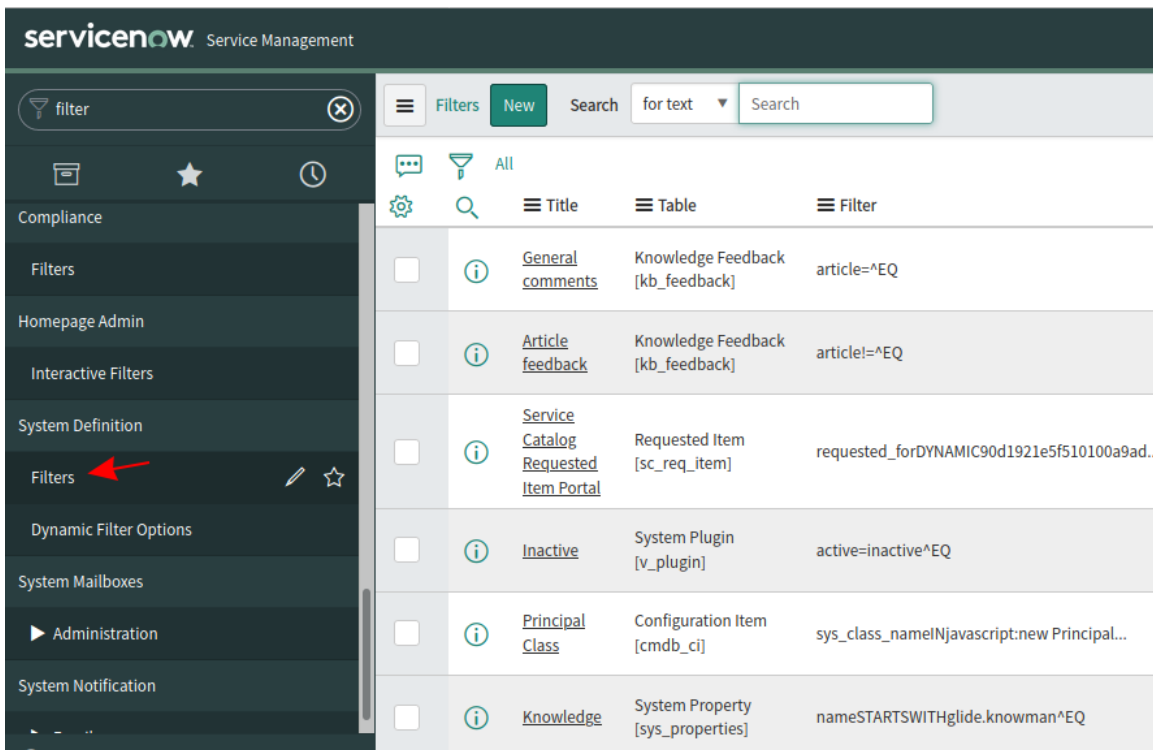 servicenow. Service Management
filter
Compliance
Filters
Homepage Admin
Interactive Filters
System Definition
Filters
Dynamic Filter Options
System Mailboxes
Administration
System Notification
Filters New Search for text Search
All
Title Table Filter
General
comments
Knowledge Feedback
[kb_feedback]
article=^EQ
Article
feedback
Knowledge Feedback
[kb_feedback]
article!=^EQ
Service
Catalog
Requested
Item Portal
Requested Item
[sc_req_item]
requested_forDYNAMIC90d1921e5f510100a9ad...
Inactive
System Plugin
[v_plugin]
active=inactive^EQ
Principal
Class
Configuration Item
[cmdb_ci]
sys_class_nameINjavascript:new Principal...
Knowledge
System Property
[sys_properties]
nameSTARTSWITHglide.knowman^EQ